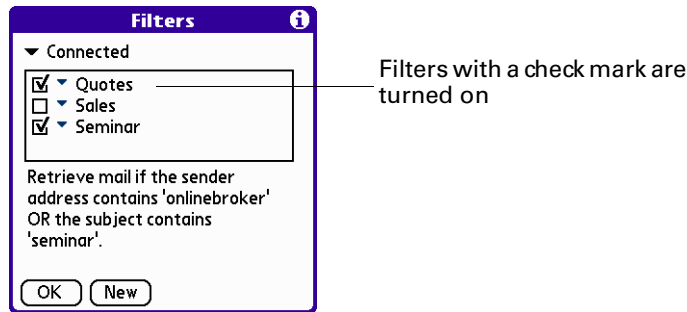 Filters
Connected
Quotes
Sales
Seminar
Retrieve mail if the sender
address contains 'onlinebroker'
OR the subject contains
'seminar'.
OK New
Filters with a check mark are
turned on